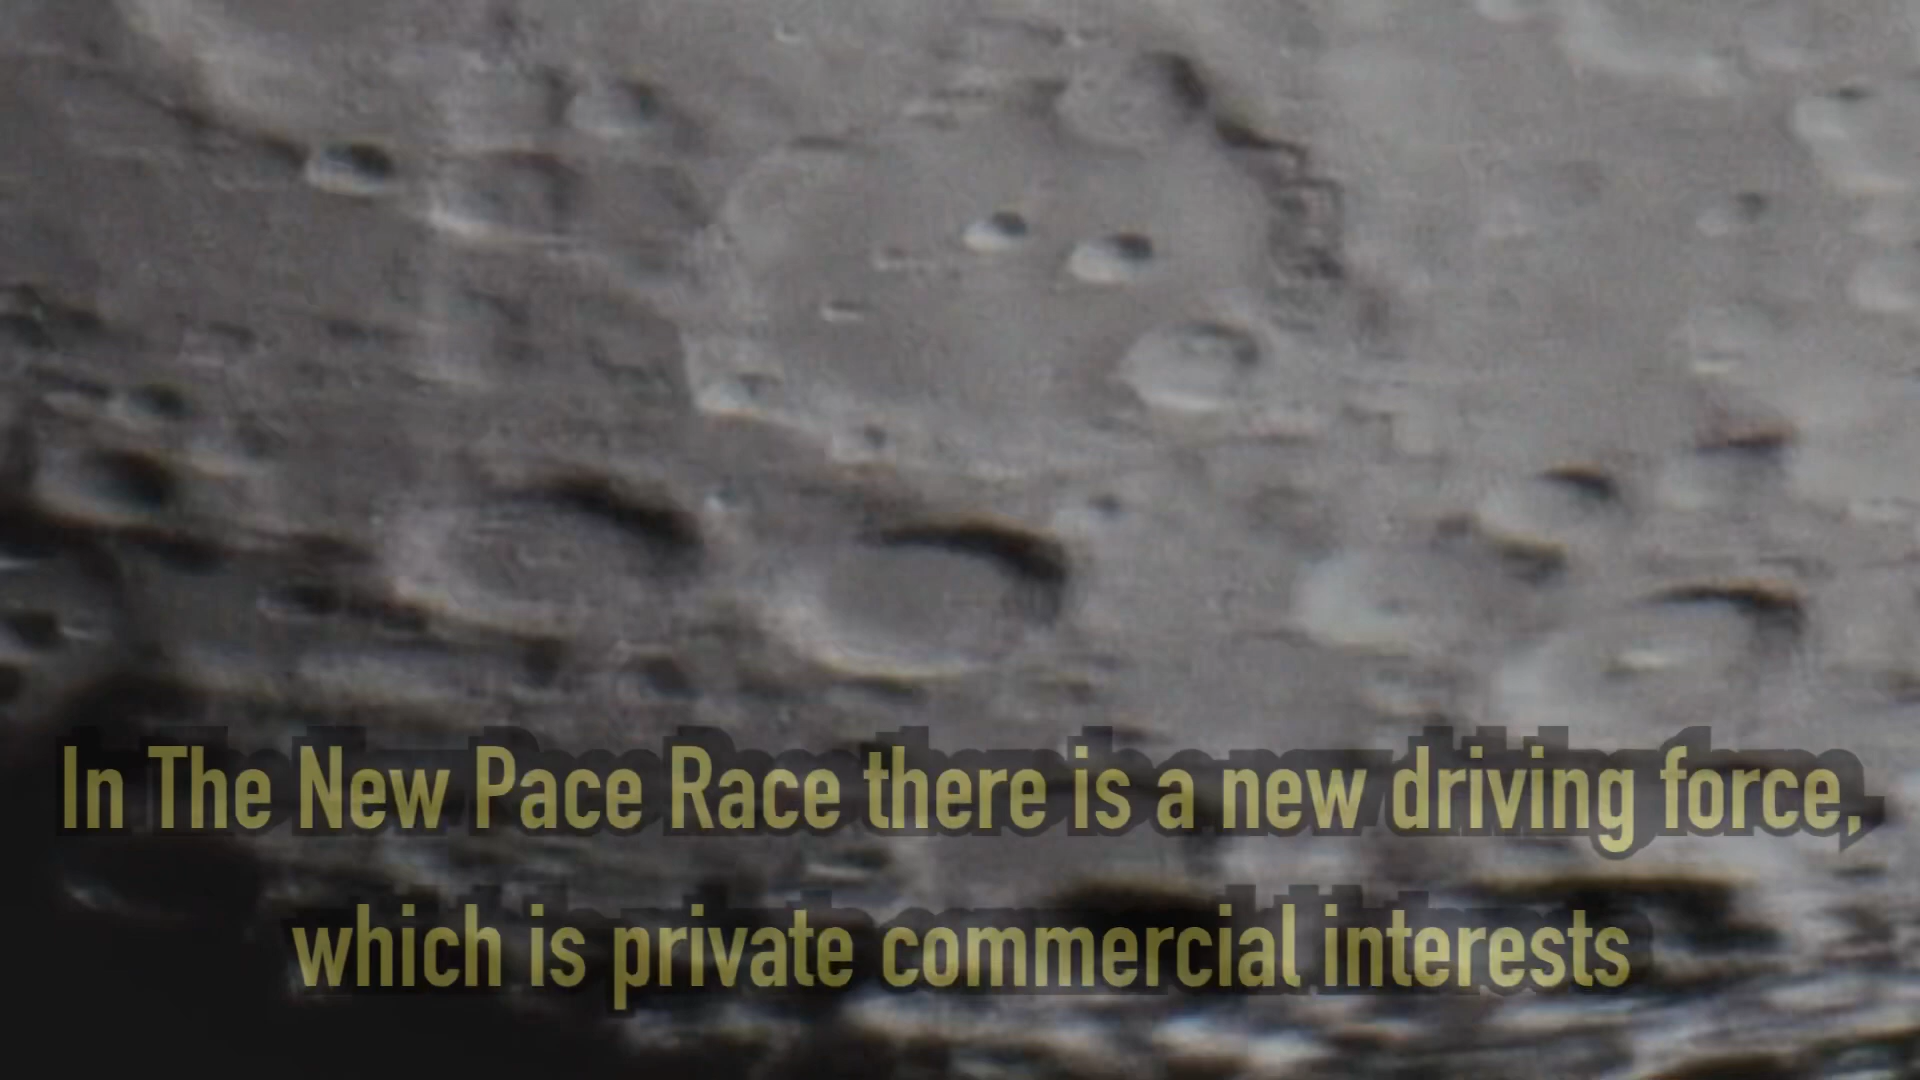 In The New Pace Race there is a new driving force,
which is private commercial interests